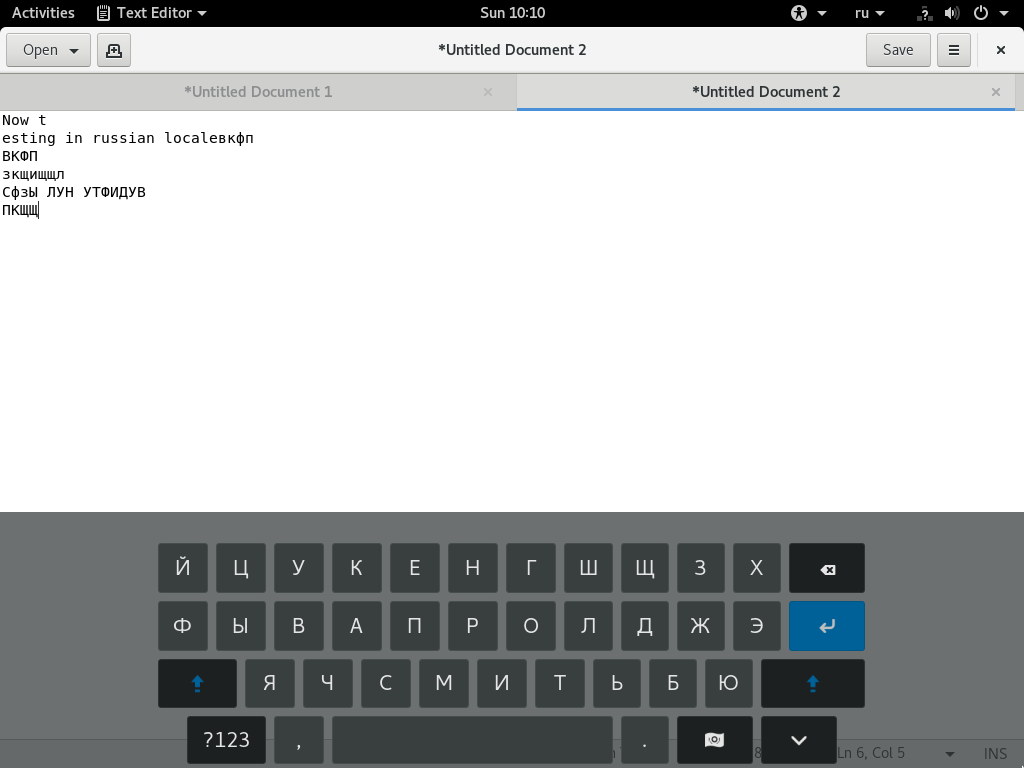 Activities Text Editor Sun 10:10 ru
Open *Untitled Document 2 Save
*Untitled Document 1 *Untitled Document 2
Now t
esting in russian localeвкфп
ВКФП
зкщищщл
СфзЫ ЛУН УТФИДУВ
ПКЩЩ
Й Ц У К Е Н Г Ш Щ З Х
Ф Ы В А П Р О Л Д Ж Э
Я Ч С М И Т Ь Б Ю
?123 , .
Ln 6, Col 5 INS